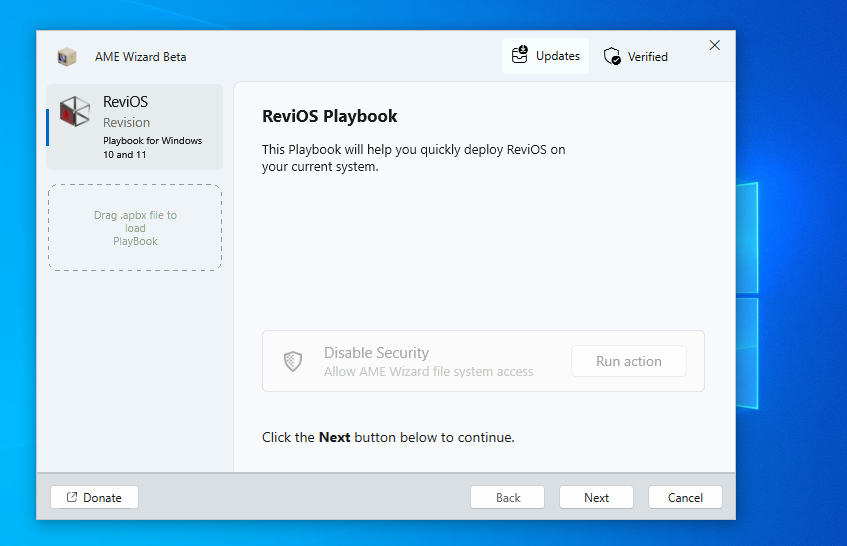 AME Wizard Beta
Updates
Verified
ReviOS
Revision
Playbook for Windows
10 and 11
Drag .apbx file to
load
PlayBook
ReviOS Playbook
This Playbook will help you quickly deploy ReviOS on
your current system.
Disable Security
Allow AME Wizard file system access
Run action
Click the Next button below to continue.
Donate
Back
Next
Cancel